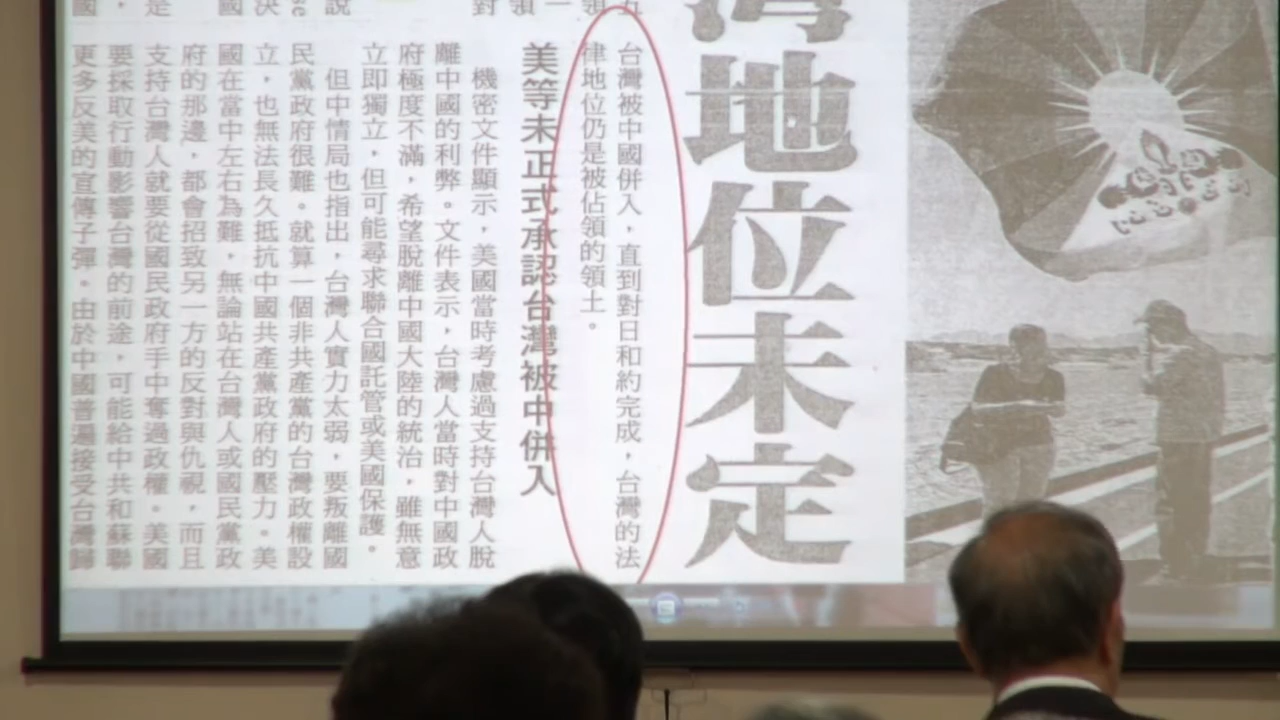 灣地位未定
台灣被中國併入，直到對日和約完成，台灣的法
律地位仍是被佔領的領土。
美等未正式承認台灣被中併入
機密文件顯示，美國當時考慮過支持台灣人脫
離中國的利弊。文件表示，台灣人當時對中國政
府極度不滿，希望脫離中國大陸的統治，雖無意
立即獨立，但可能尋求聯合國託管或美國保護。
但中情局也指出，台灣人實力太弱，要叛離國
民黨政府很難。就算一個非共產黨的台灣政權設
立，也無法長久抵抗中國共產黨政府的壓力。美
國在當中左右為難，無論站在台灣人或國民黨政
府的那邊，都會招致另一方的反對與仇視，而且
支持台灣人就要從國民政府手中奪過政權。美國
要採取行動影響台灣的前途，可能給中共和蘇聯
更多反美的宣傳子彈。由於中國普遍接受台灣歸